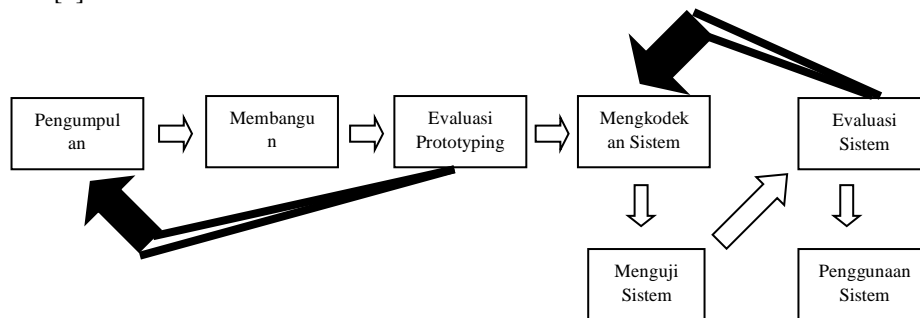 Pengumpul
an
Membangu
n
Evaluasi
Prototyping
Mengkodek
an Sistem
Evaluasi
Sistem
Menguji
Sistem
Penggunaan
Sistem